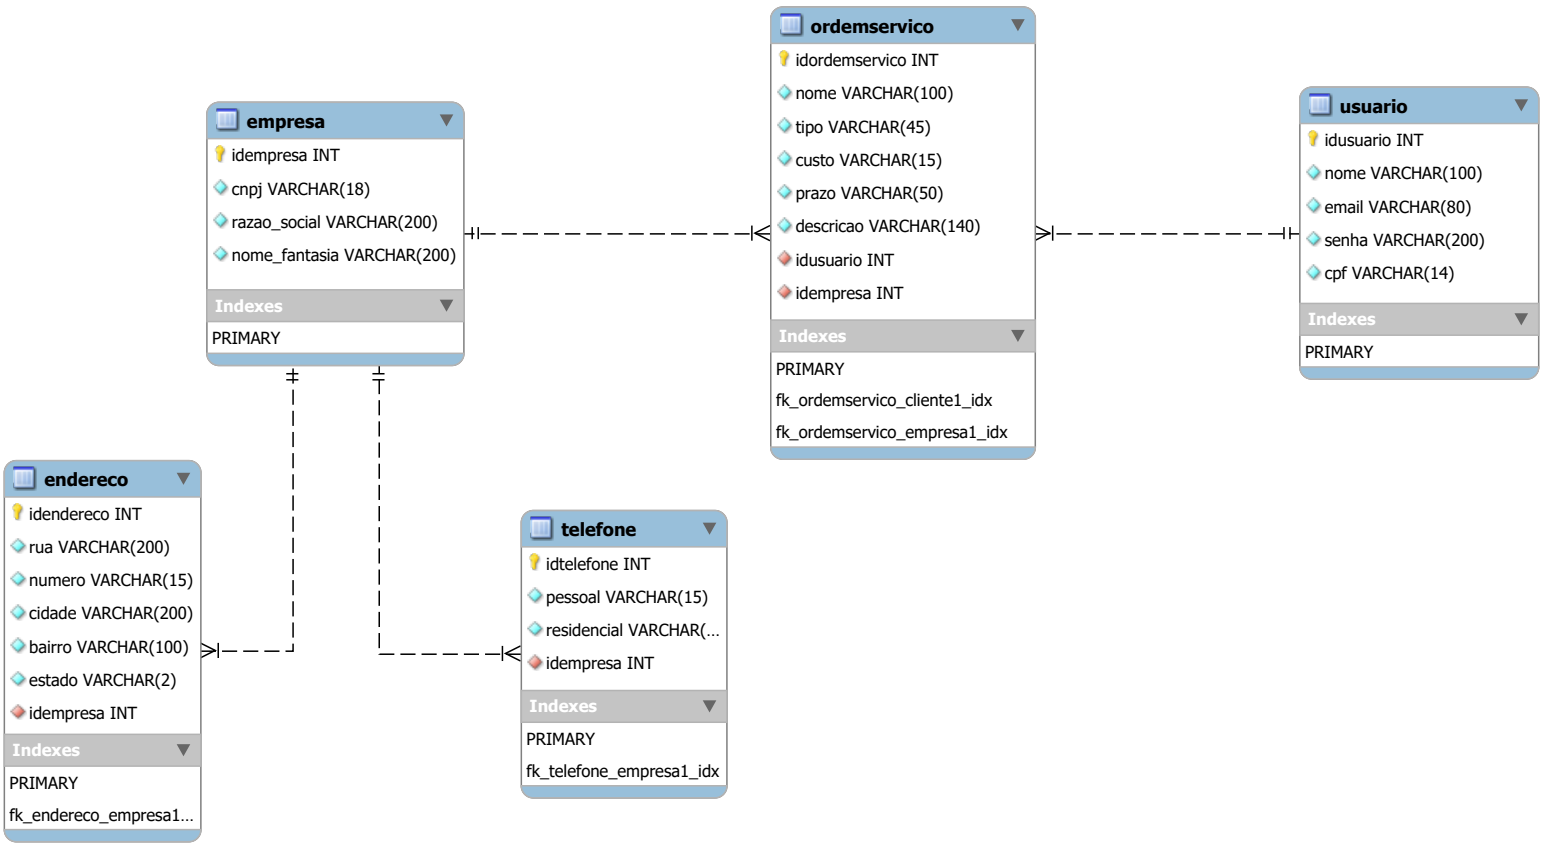 ordemservico
idordemservico INT
nome VARCHAR(100)
tipo VARCHAR(45)
custo VARCHAR(15)
prazo VARCHAR(50)
descricao VARCHAR(140)
idusuario INT
idempresa INT
Indexes
PRIMARY
fk_ordemservico_cliente1_idx
fk_ordemservico_empresa1_idx
empresa
idempresa INT
cnpj VARCHAR(18)
razao_social VARCHAR(200)
nome_fantasia VARCHAR(200)
Indexes
PRIMARY
usuario
idusuario INT
nome VARCHAR(100)
email VARCHAR(80)
senha VARCHAR(200)
cpf VARCHAR(14)
Indexes
PRIMARY
endereco
idendereco INT
rua VARCHAR(200)
numero VARCHAR(15)
cidade VARCHAR(200)
bairro VARCHAR(100)
estado VARCHAR(2)
idempresa INT
Indexes
PRIMARY
fk_endereco_empresa1...
telefone
idtelefone INT
pessoal VARCHAR(15)
residencial VARCHAR(...
idempresa INT
Indexes
PRIMARY
fk_telefone_empresa1_idx